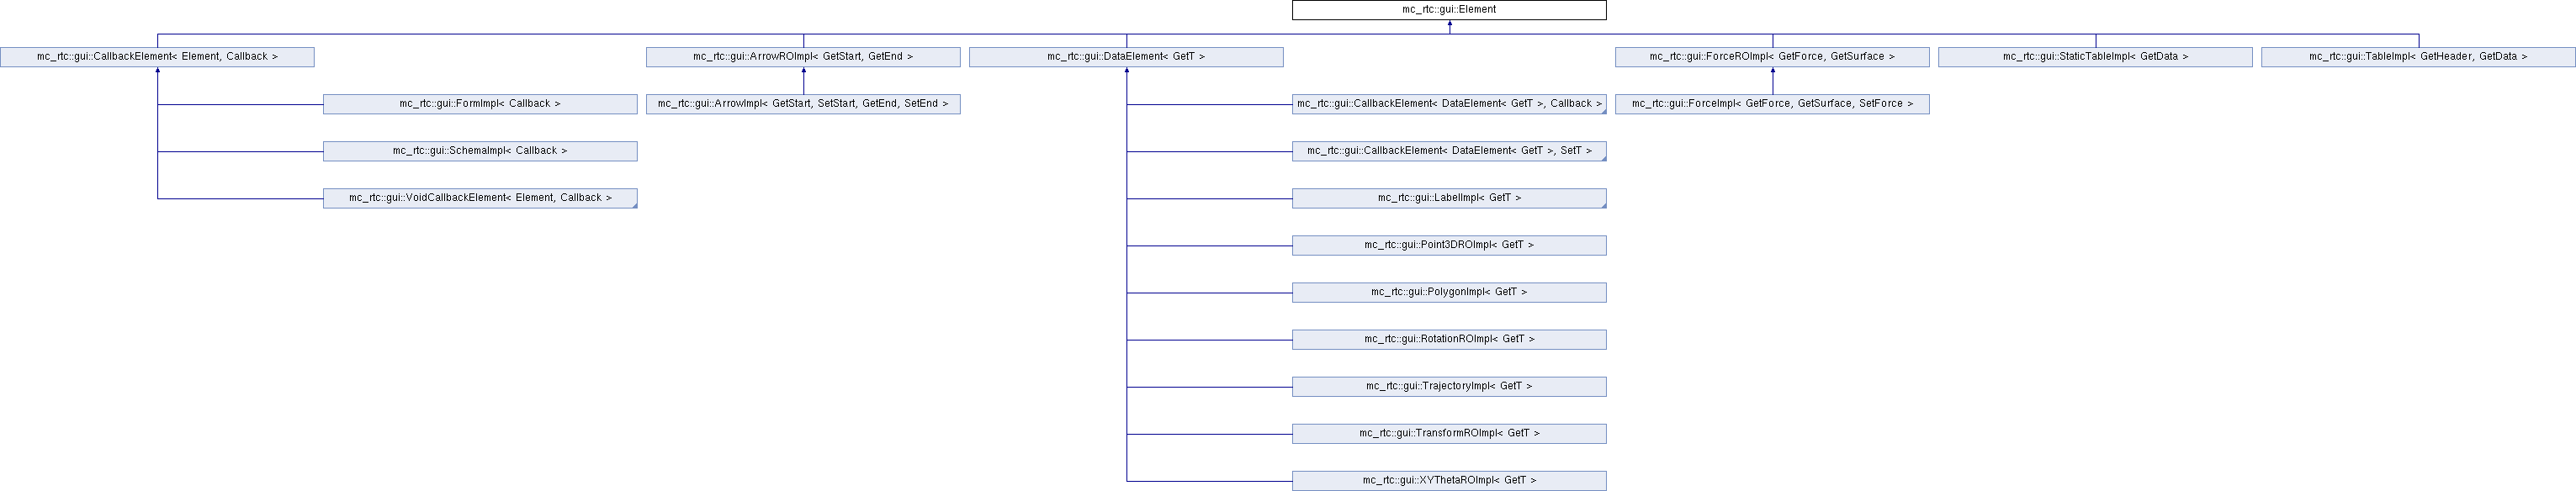 mc_rtc::gui::Element
mc_rtc::gui::CallbackElement< Element, Callback >
mc_rtc::gui::ArrowROImpl< GetStart, GetEnd >
mc_rtc::gui::DataElement< GetT >
mc_rtc::gui::ForceROImpl< GetForce, GetSurface >
mc_rtc::gui::StaticTableImpl< GetData >
mc_rtc::gui::TableImpl< GetHeader, GetData >
mc_rtc::gui::FormImpl< Callback >
mc_rtc::gui::ArrowImpl< GetStart, SetStart, GetEnd, SetEnd >
mc_rtc::gui::CallbackElement< DataElement< GetT >, Callback >
mc_rtc::gui::ForceImpl< GetForce, GetSurface, SetForce >
mc_rtc::gui::SchemaImpl< Callback >
mc_rtc::gui::CallbackElement< DataElement< GetT >, SetT >
mc_rtc::gui::VoidCallbackElement< Element, Callback >
mc_rtc::gui::LabelImpl< GetT >
mc_rtc::gui::Point3DROImpl< GetT >
mc_rtc::gui::PolygonImpl< GetT >
mc_rtc::gui::RotationROImpl< GetT >
mc_rtc::gui::TrajectoryImpl< GetT >
mc_rtc::gui::TransformROImpl< GetT >
mc_rtc::gui::XYThetaROImpl< GetT >